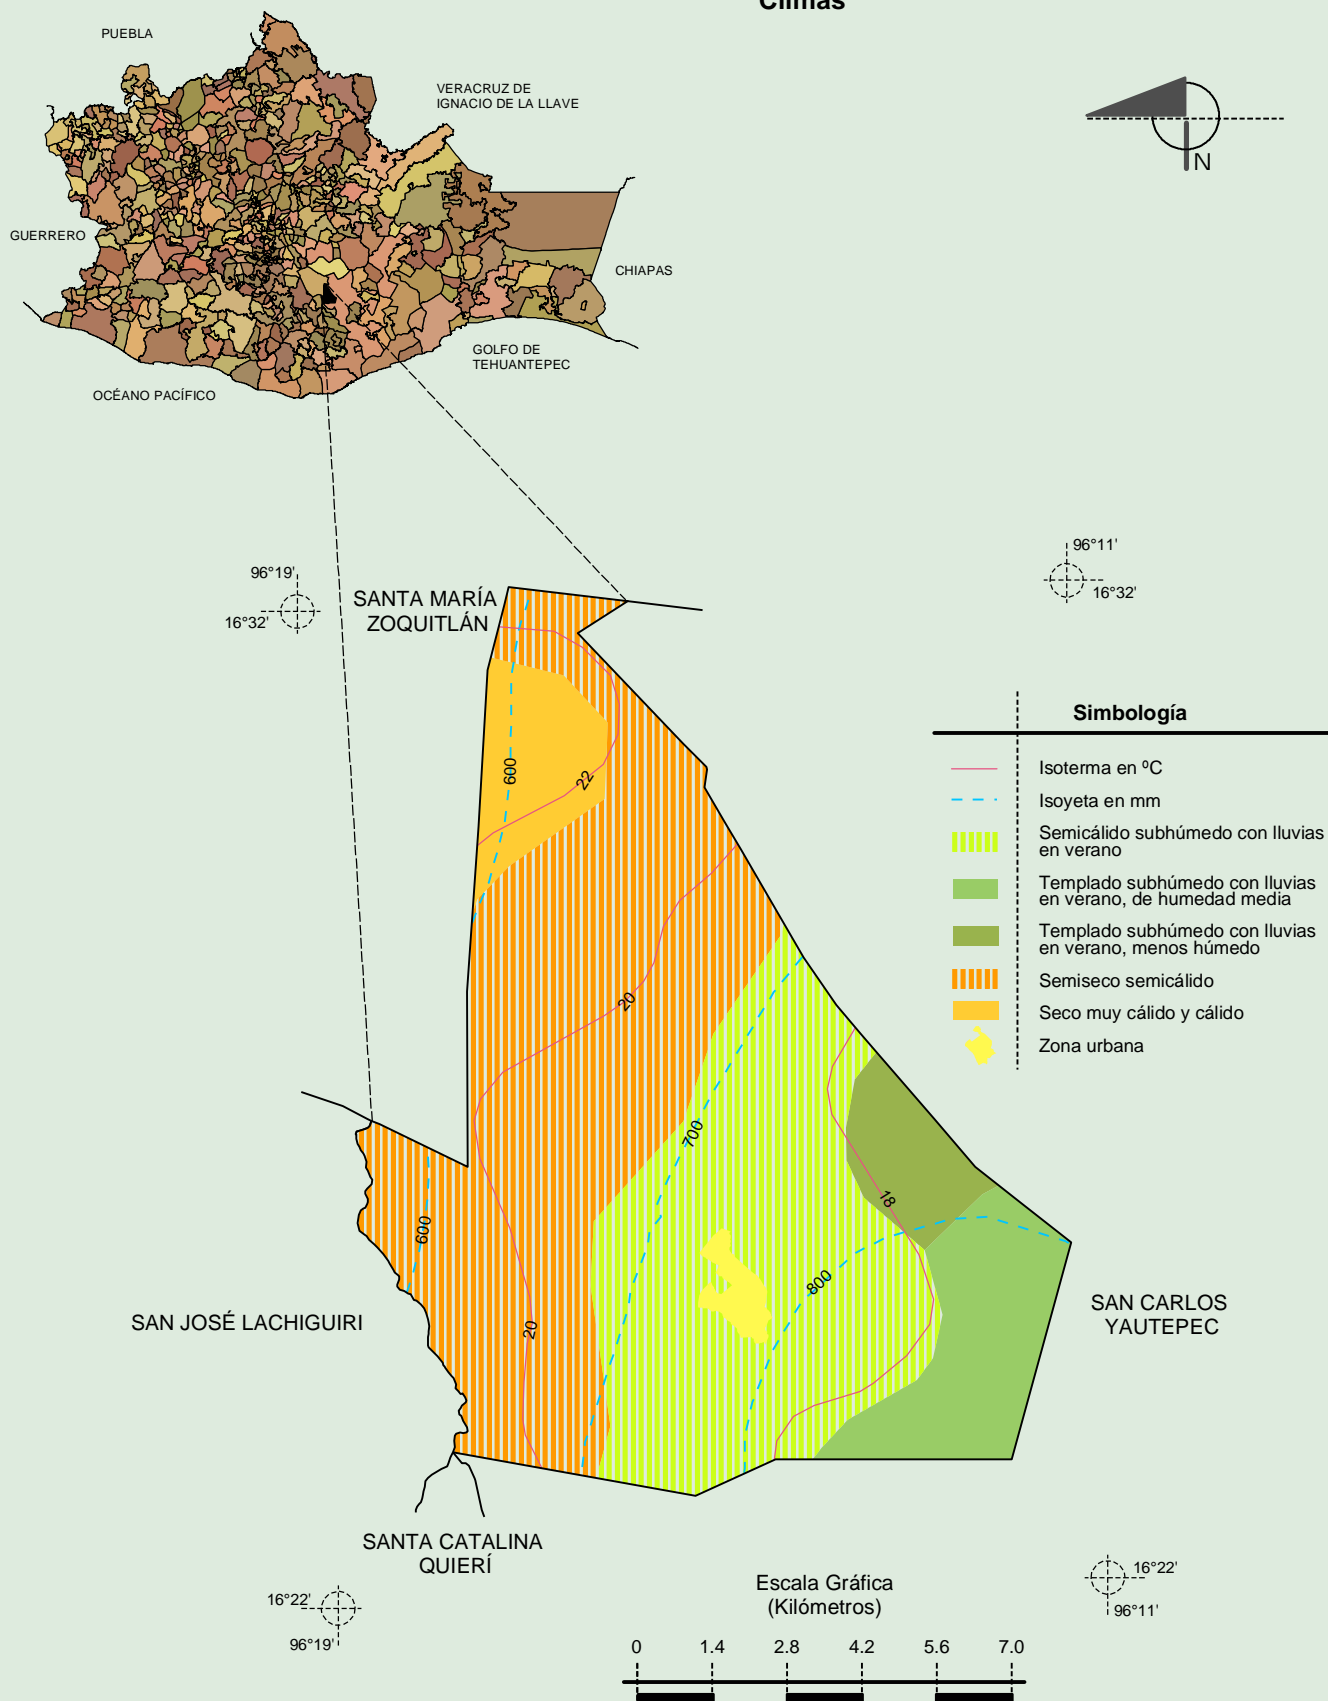 Climas
PUEBLA
VERACRUZ DE
IGNACIO DE LA LLAVE
N
GUERRERO
CHIAPAS
GOLFO DE
TEHUANTEPEC
OCÉANO PACÍFICO
96°19'
16°32'
96°11'
16°32'
SANTA MARÍA
ZOQUITLÁN
Simbología
Isoterma en ºC
Isoyeta en mm
Semicálido subhúmedo con lluvias
en verano
Templado subhúmedo con lluvias
en verano, de humedad media
Templado subhúmedo con lluvias
en verano, menos húmedo
Semiseco semicálido
Seco muy cálido y cálido
Zona urbana
600
22
20
700
18
600
800
20
SAN JOSÉ LACHIGUIRI
SAN CARLOS
YAUTEPEC
SANTA CATALINA
QUIERÍ
16°22'
96°19'
16°22'
96°11'
Escala Gráfica
(Kilómetros)
0 1.4 2.8 4.2 5.6 7.0